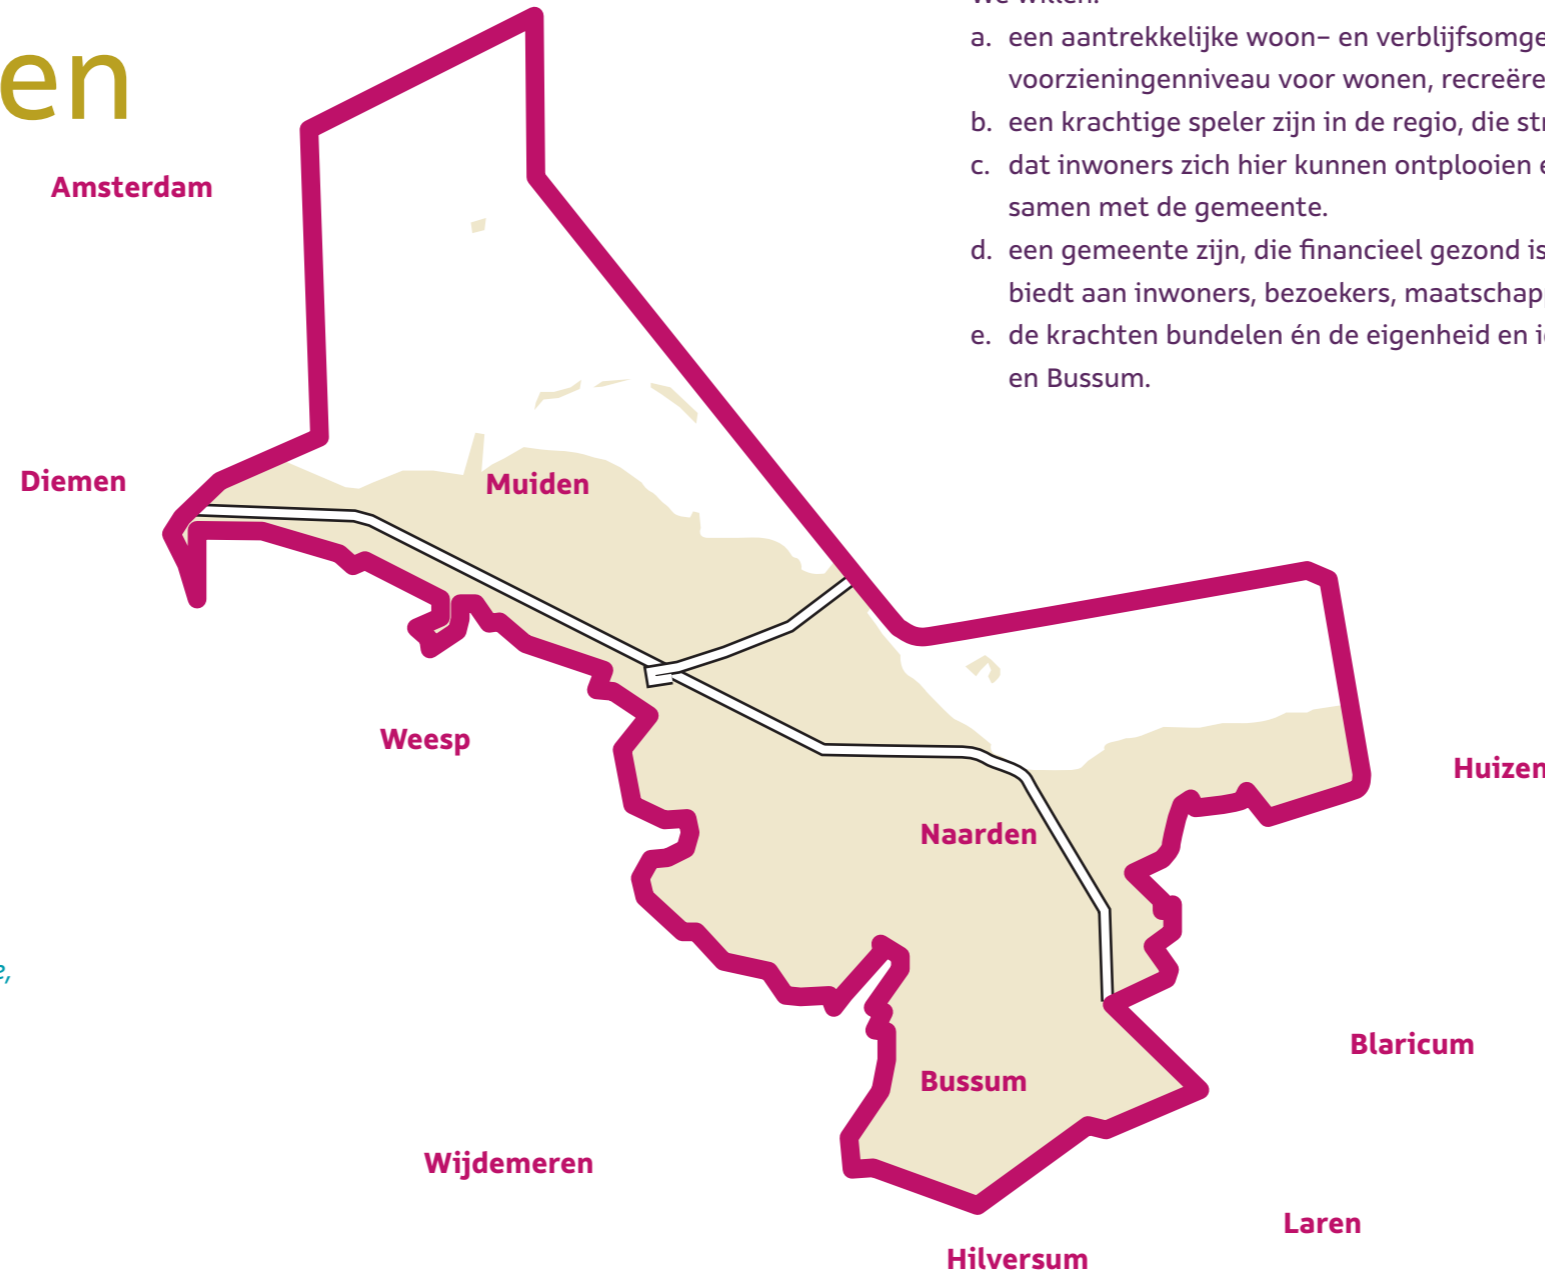 en
We willen:
a. een aantrekkelijke woon- en verblijfsomge
voorzieningenniveau voor wonen, recreëre
b. een krachtige speler zijn in de regio, die str
c. dat inwoners zich hier kunnen ontplooien e
samen met de gemeente.
d. een gemeente zijn, die financieel gezond is
biedt aan inwoners, bezoekers, maatschap
e. de krachten bundelen én de eigenheid en i
en Bussum.
Amsterdam
Diemen
Muiden
Weesp
Huizen
Naarden
e,
Blaricum
Bussum
Wijdemeren
Laren
Hilversum